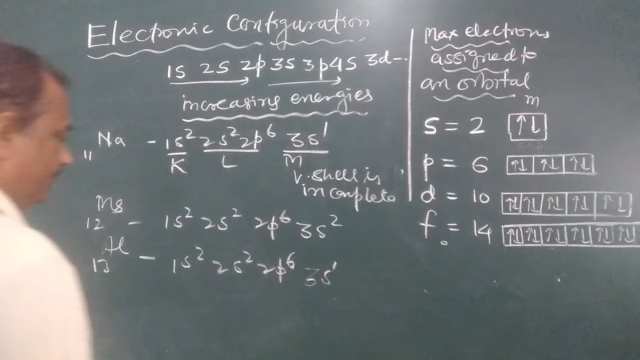 Electronic Configuration
1s 2s 2p 3s 3p 4s 3d --
increasing energies
11 Na - 1s² 2s² 2p⁶ 3s¹
K L M
V. shell is
incomplete
12 Mg - 1s² 2s² 2p⁶ 3s²
13 Al - 1s² 2s² 2p⁶ 3s¹
Max electrons
assigned to
an orbital
m
s = 2 ↑↓
p = 6 ↑↓ ↑↓ ↑↓
d = 10 ↑↓ ↑↓ ↑↓ ↑↓ ↑↓
f = 14 ↑↓ ↑↓ ↑↓ ↑↓ ↑↓ ↑↓